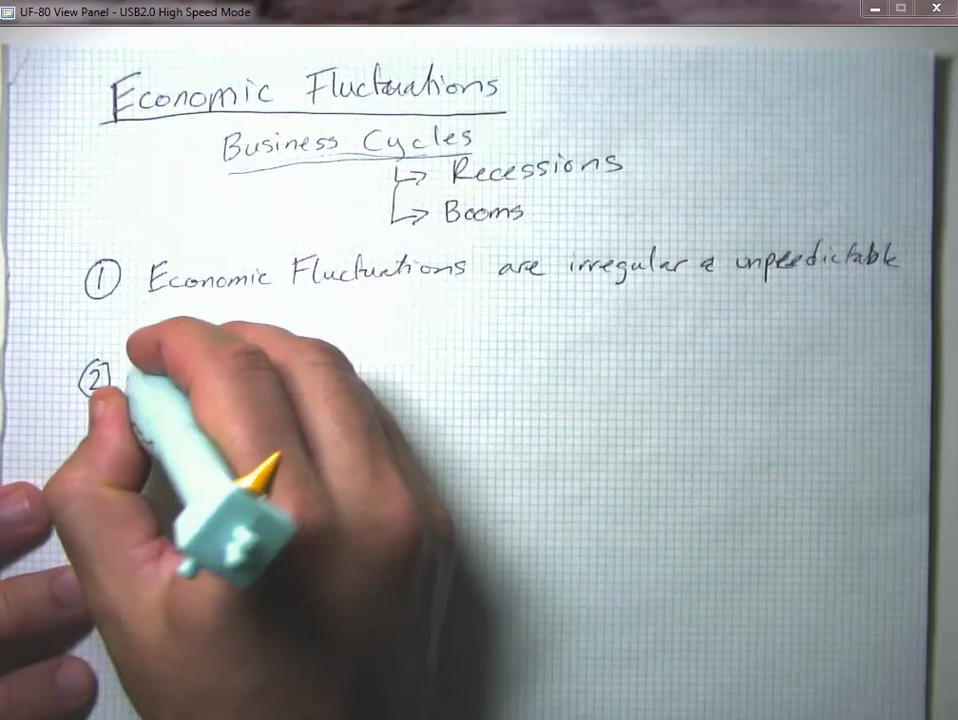 UF-80 View Panel - USB2.0 High Speed Mode
Economic Fluctuations
Business Cycles
↳ Recessions
↳ Booms
① Economic Fluctuations are irregular & unpredictable
②